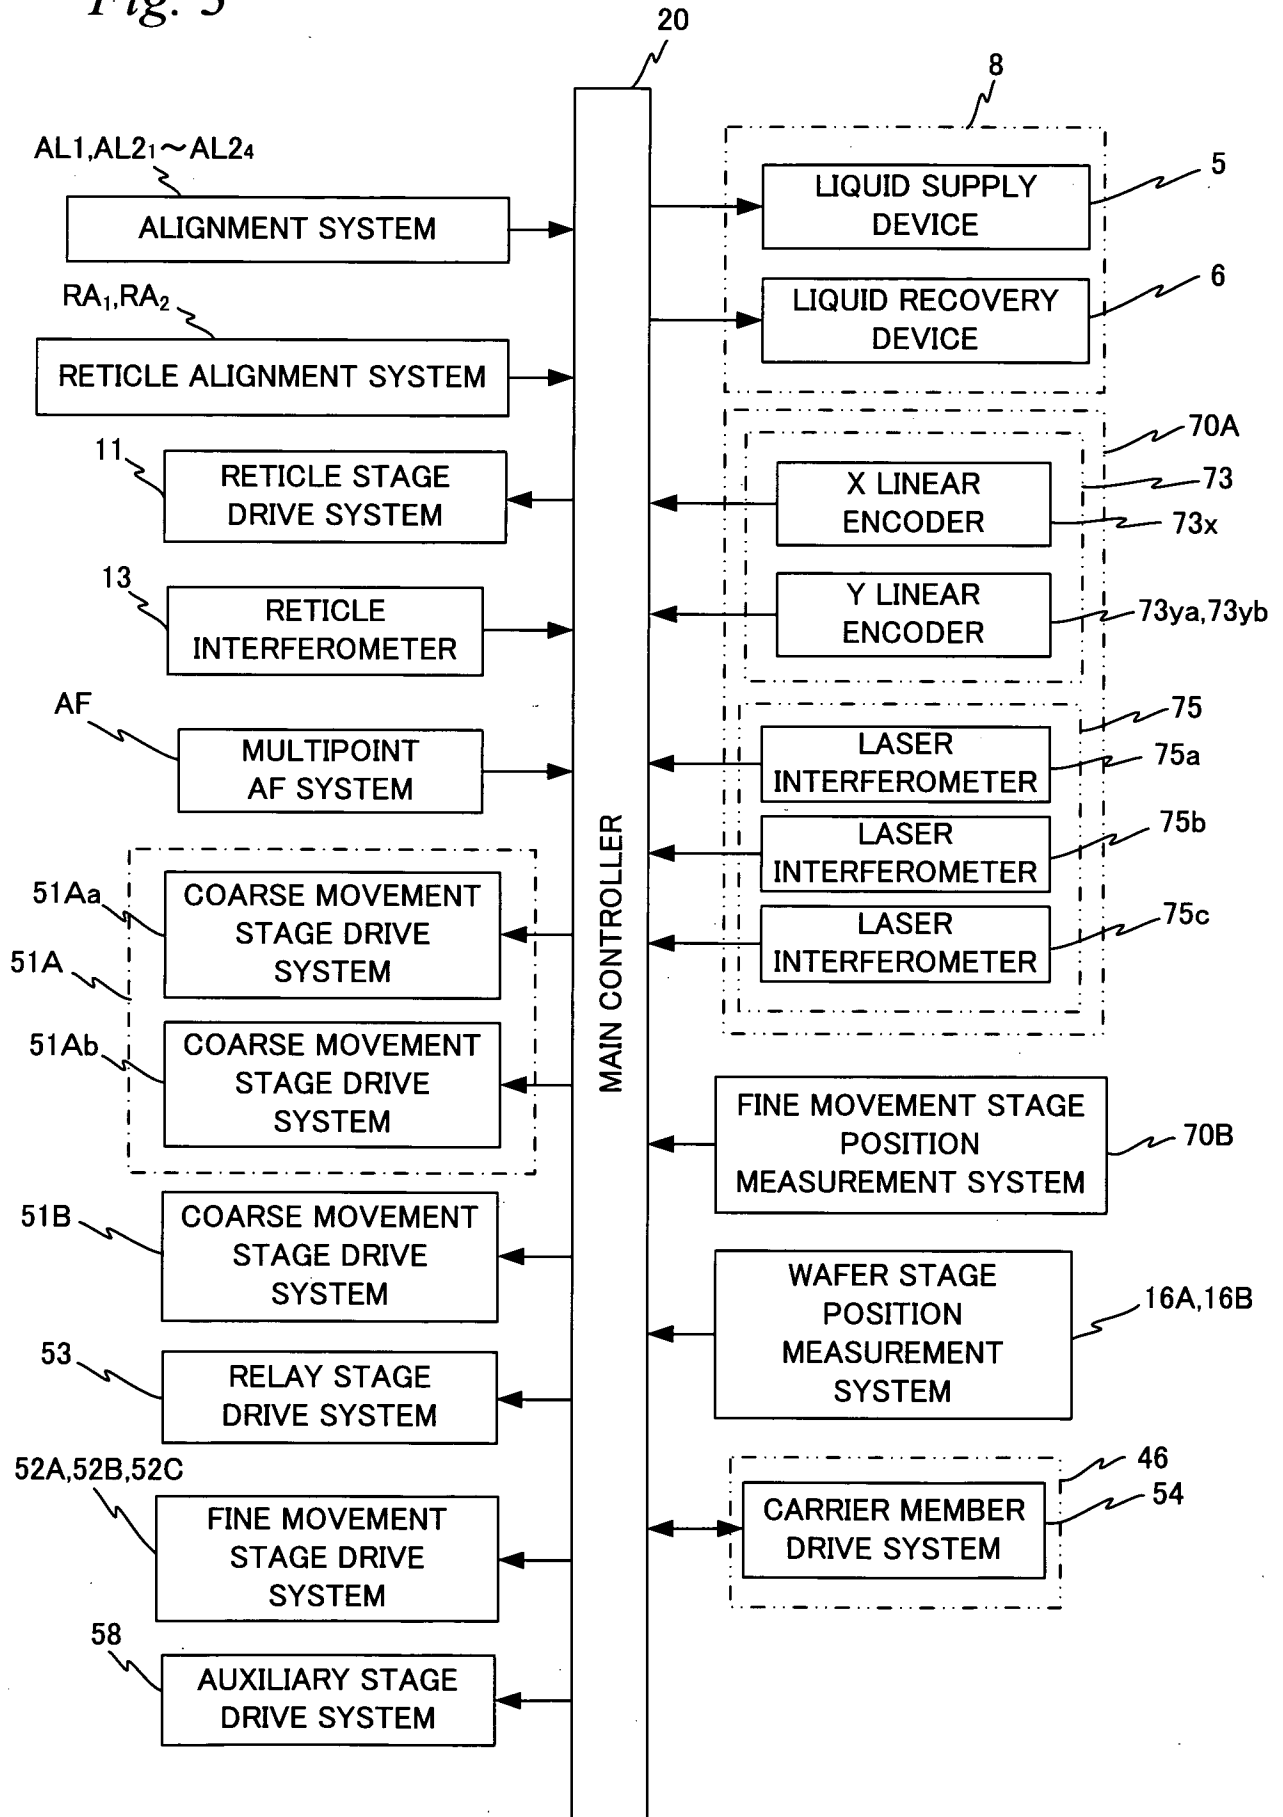 Fig. 3
20
AL1,AL2₁～AL2₄
ALIGNMENT SYSTEM
RA₁,RA₂
RETICLE ALIGNMENT SYSTEM
11
RETICLE STAGE
DRIVE SYSTEM
13
RETICLE
INTERFEROMETER
AF
MULTIPOINT
AF SYSTEM
51Aa
COARSE MOVEMENT
STAGE DRIVE
SYSTEM
51A
51Ab
COARSE MOVEMENT
STAGE DRIVE
SYSTEM
51B
COARSE MOVEMENT
STAGE DRIVE
SYSTEM
53
RELAY STAGE
DRIVE SYSTEM
52A,52B,52C
FINE MOVEMENT
STAGE DRIVE
SYSTEM
58
AUXILIARY STAGE
DRIVE SYSTEM
MAIN CONTROLLER
8
LIQUID SUPPLY
DEVICE
5
LIQUID RECOVERY
DEVICE
6
70A
73
X LINEAR
ENCODER
73x
Y LINEAR
ENCODER
73ya,73yb
75
LASER
INTERFEROMETER
75a
LASER
INTERFEROMETER
75b
LASER
INTERFEROMETER
75c
FINE MOVEMENT STAGE
POSITION
MEASUREMENT SYSTEM
70B
WAFER STAGE
POSITION
MEASUREMENT
SYSTEM
16A,16B
46
CARRIER MEMBER
DRIVE SYSTEM
54